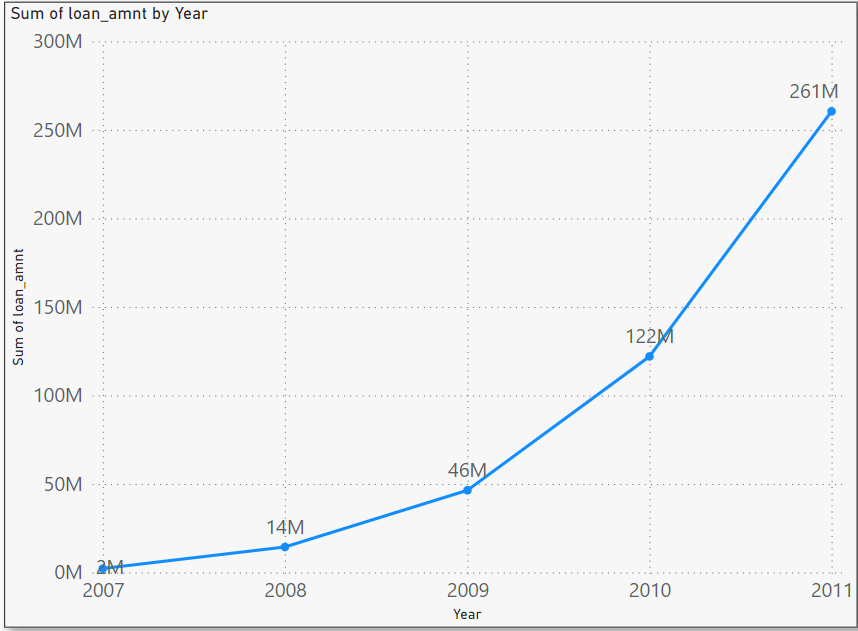 Sum of loan_amnt by Year
300M
250M
200M
150M
100M
50M
0M
Sum of loan_amnt
261M
122M
46M
14M
2M
2007 2008 2009 2010 2011
Year